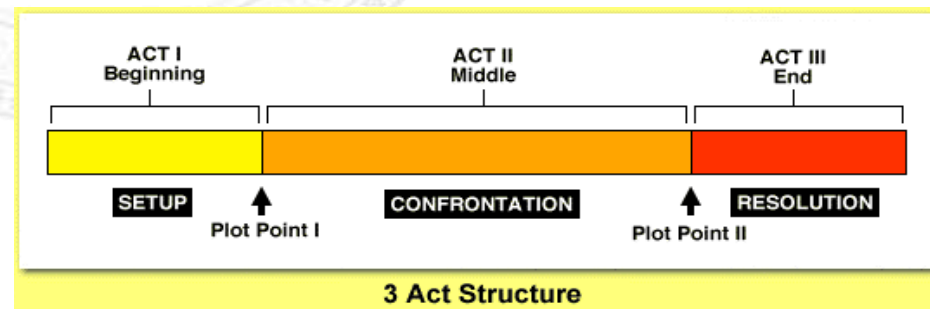 ACT I
Beginning
ACT II
Middle
ACT III
End
SETUP
CONFRONTATION
RESOLUTION
Plot Point I
Plot Point II
3 Act Structure